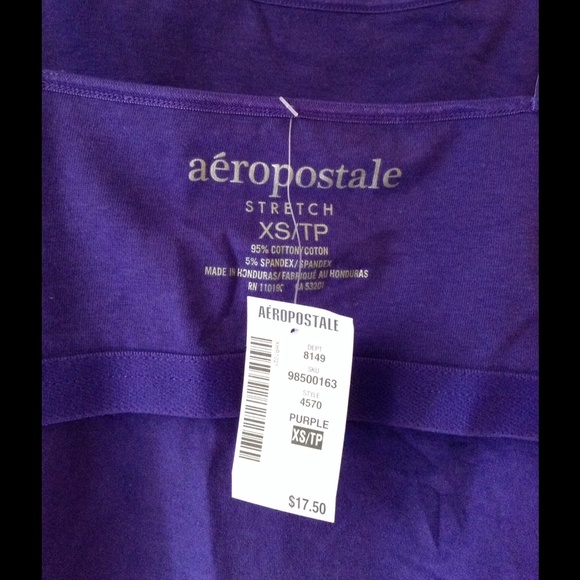 aéropostale
STRETCH
XS/TP
95% COTTON/COTON
5% SPANDEX/SPANDEX
MADE IN HONDURAS/FABRIQUÉ AU HONDURAS
RN
AÉROPOSTALE
DEPT
8149
SKU
98500163
STYLE
4570
PURPLE
XS/TP
$17.50